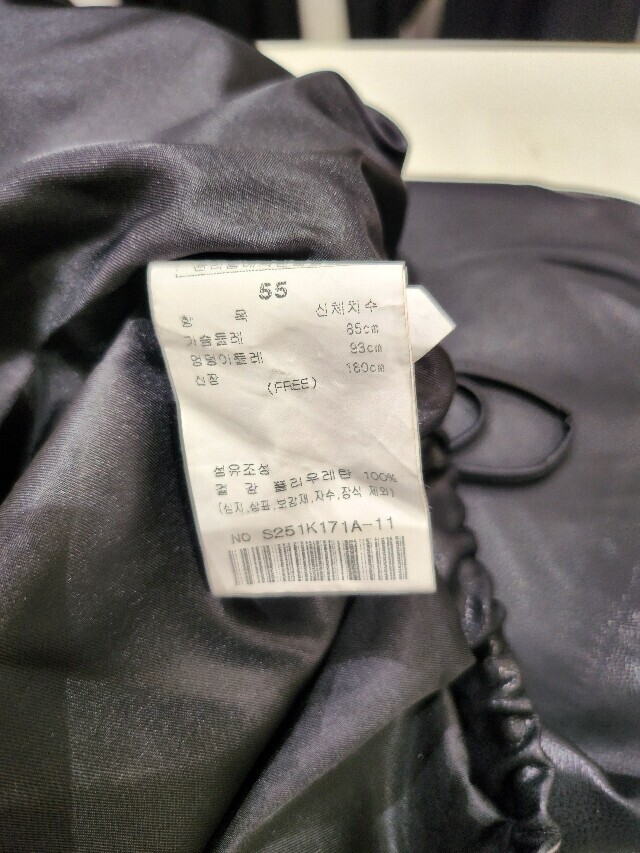 55
항 목 신체치수
가슴둘레 85cm
엉덩이둘레 93cm
신장 160cm
(FREE)
섬유조성
겉 감 폴리우레탄 100%
(심지,상표,보강재,자수,장식 제외)
NO S251K171A-11